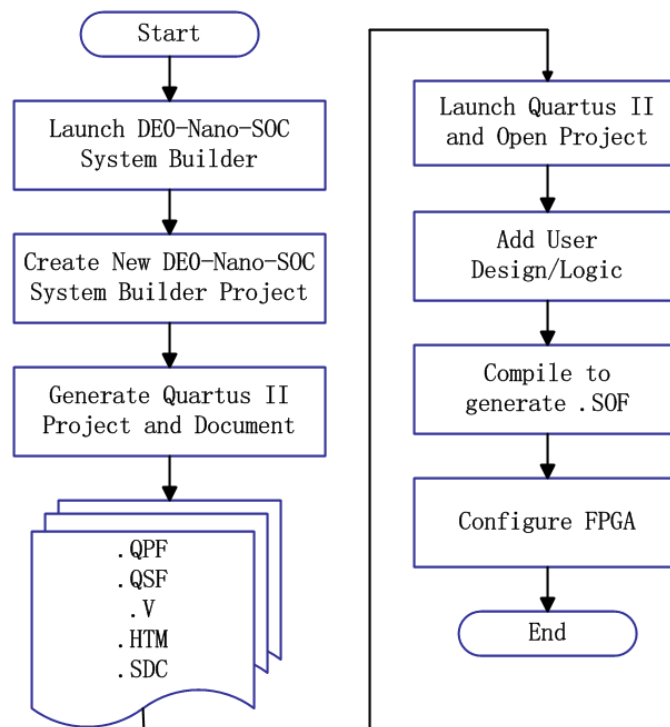 Start
Launch DE0-Nano-SOC
System Builder
Create New DE0-Nano-SOC
System Builder Project
Generate Quartus II
Project and Document
.QPF
.QSF
.V
.HTM
.SDC
Launch Quartus II
and Open Project
Add User
Design/Logic
Compile to
generate .SOF
Configure FPGA
End